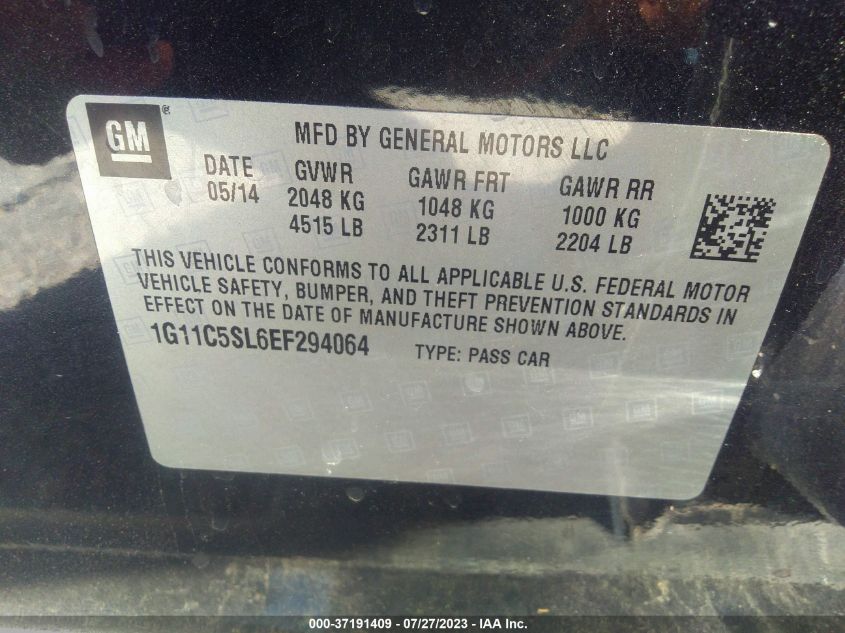 GM
MFD BY GENERAL MOTORS LLC
DATE GVWR GAWR FRT GAWR RR
05/14 2048 KG 1048 KG 1000 KG
4515 LB 2311 LB 2204 LB
THIS VEHICLE CONFORMS TO ALL APPLICABLE U.S. FEDERAL MOTOR
VEHICLE SAFETY, BUMPER, AND THEFT PREVENTION STANDARDS IN
EFFECT ON THE DATE OF MANUFACTURE SHOWN ABOVE.
1G11C5SL6EF294064 TYPE: PASS CAR
000-37191409 - 07/27/2023 - IAA Inc.